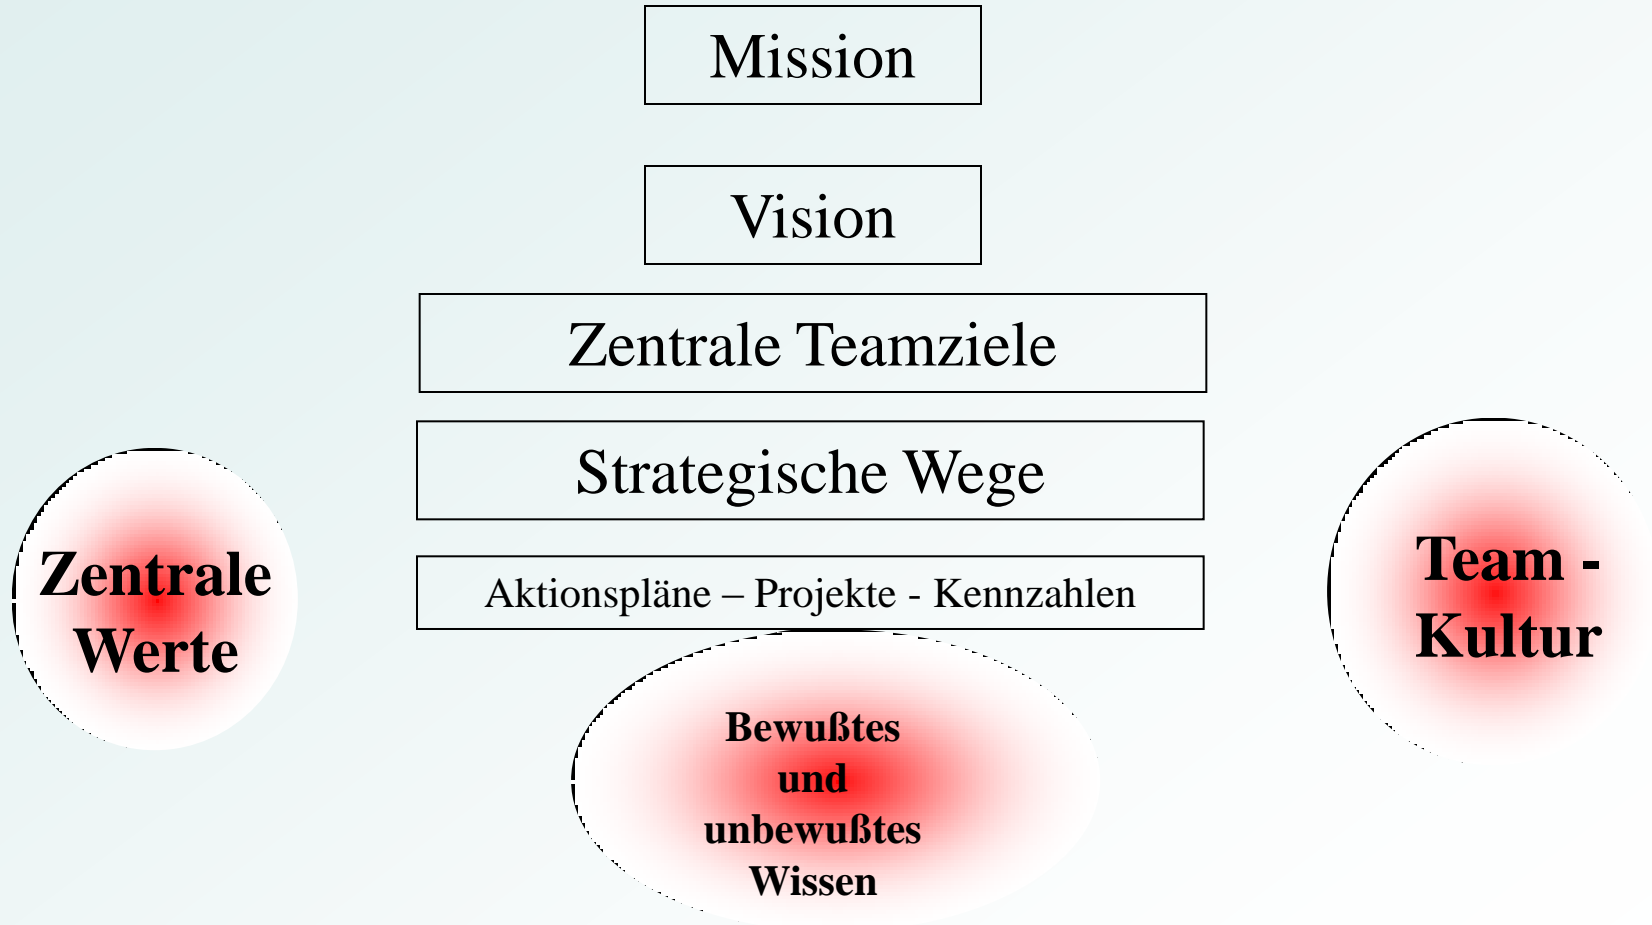 Mission
Vision
Zentrale Teamziele
Strategische Wege
Aktionspläne – Projekte - Kennzahlen
Zentrale
Werte
Team -
Kultur
Bewußtes
und
unbewußtes
Wissen